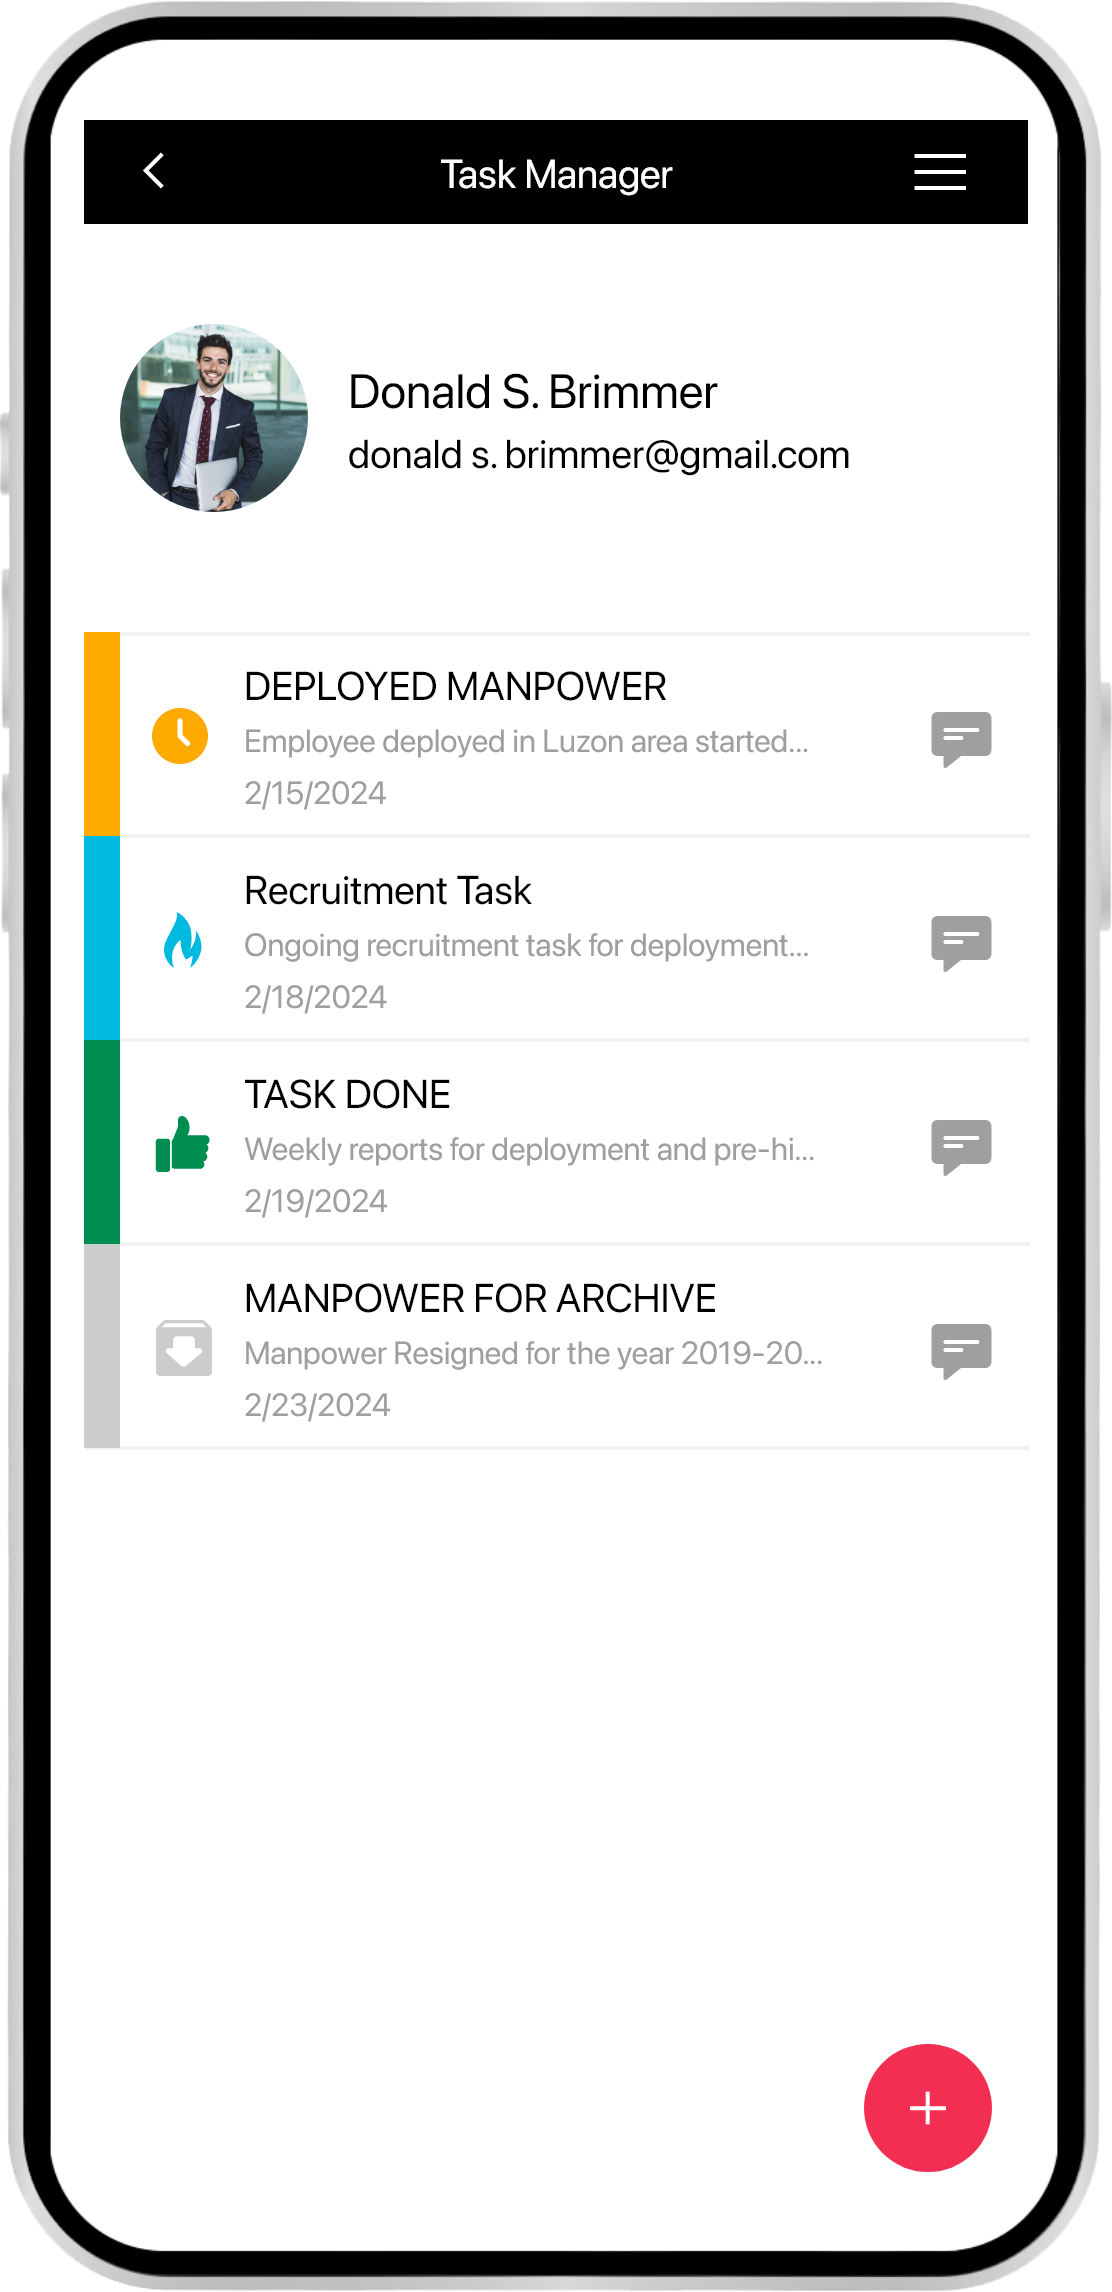 Task Manager
Donald S. Brimmer
donald s. brimmer@gmail.com
DEPLOYED MANPOWER
Employee deployed in Luzon area started...
2/15/2024
Recruitment Task
Ongoing recruitment task for deployment...
2/18/2024
TASK DONE
Weekly reports for deployment and pre-hi...
2/19/2024
MANPOWER FOR ARCHIVE
Manpower Resigned for the year 2019-20...
2/23/2024